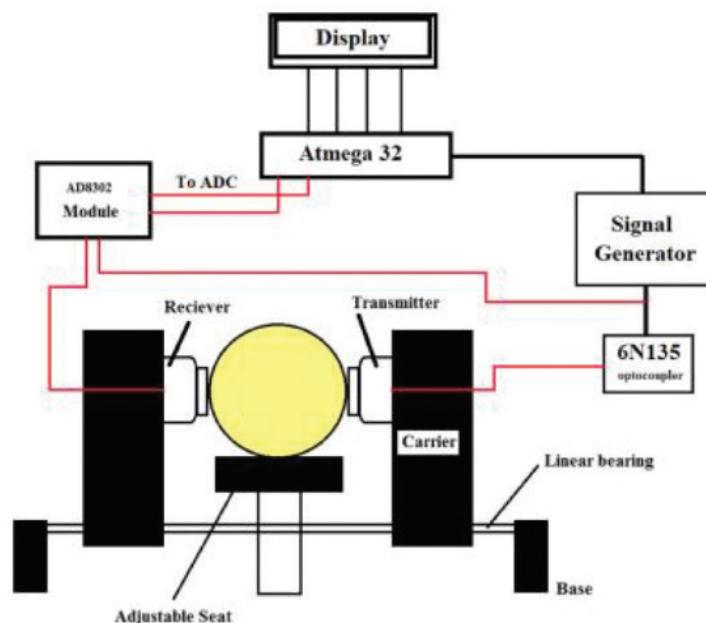 Display
Atmega 32
AD8302
Module
To ADC
Signal
Generator
Reciever
Transmitter
6N135
optocoupler
Carrier
Linear bearing
Base
Adjustable Seat